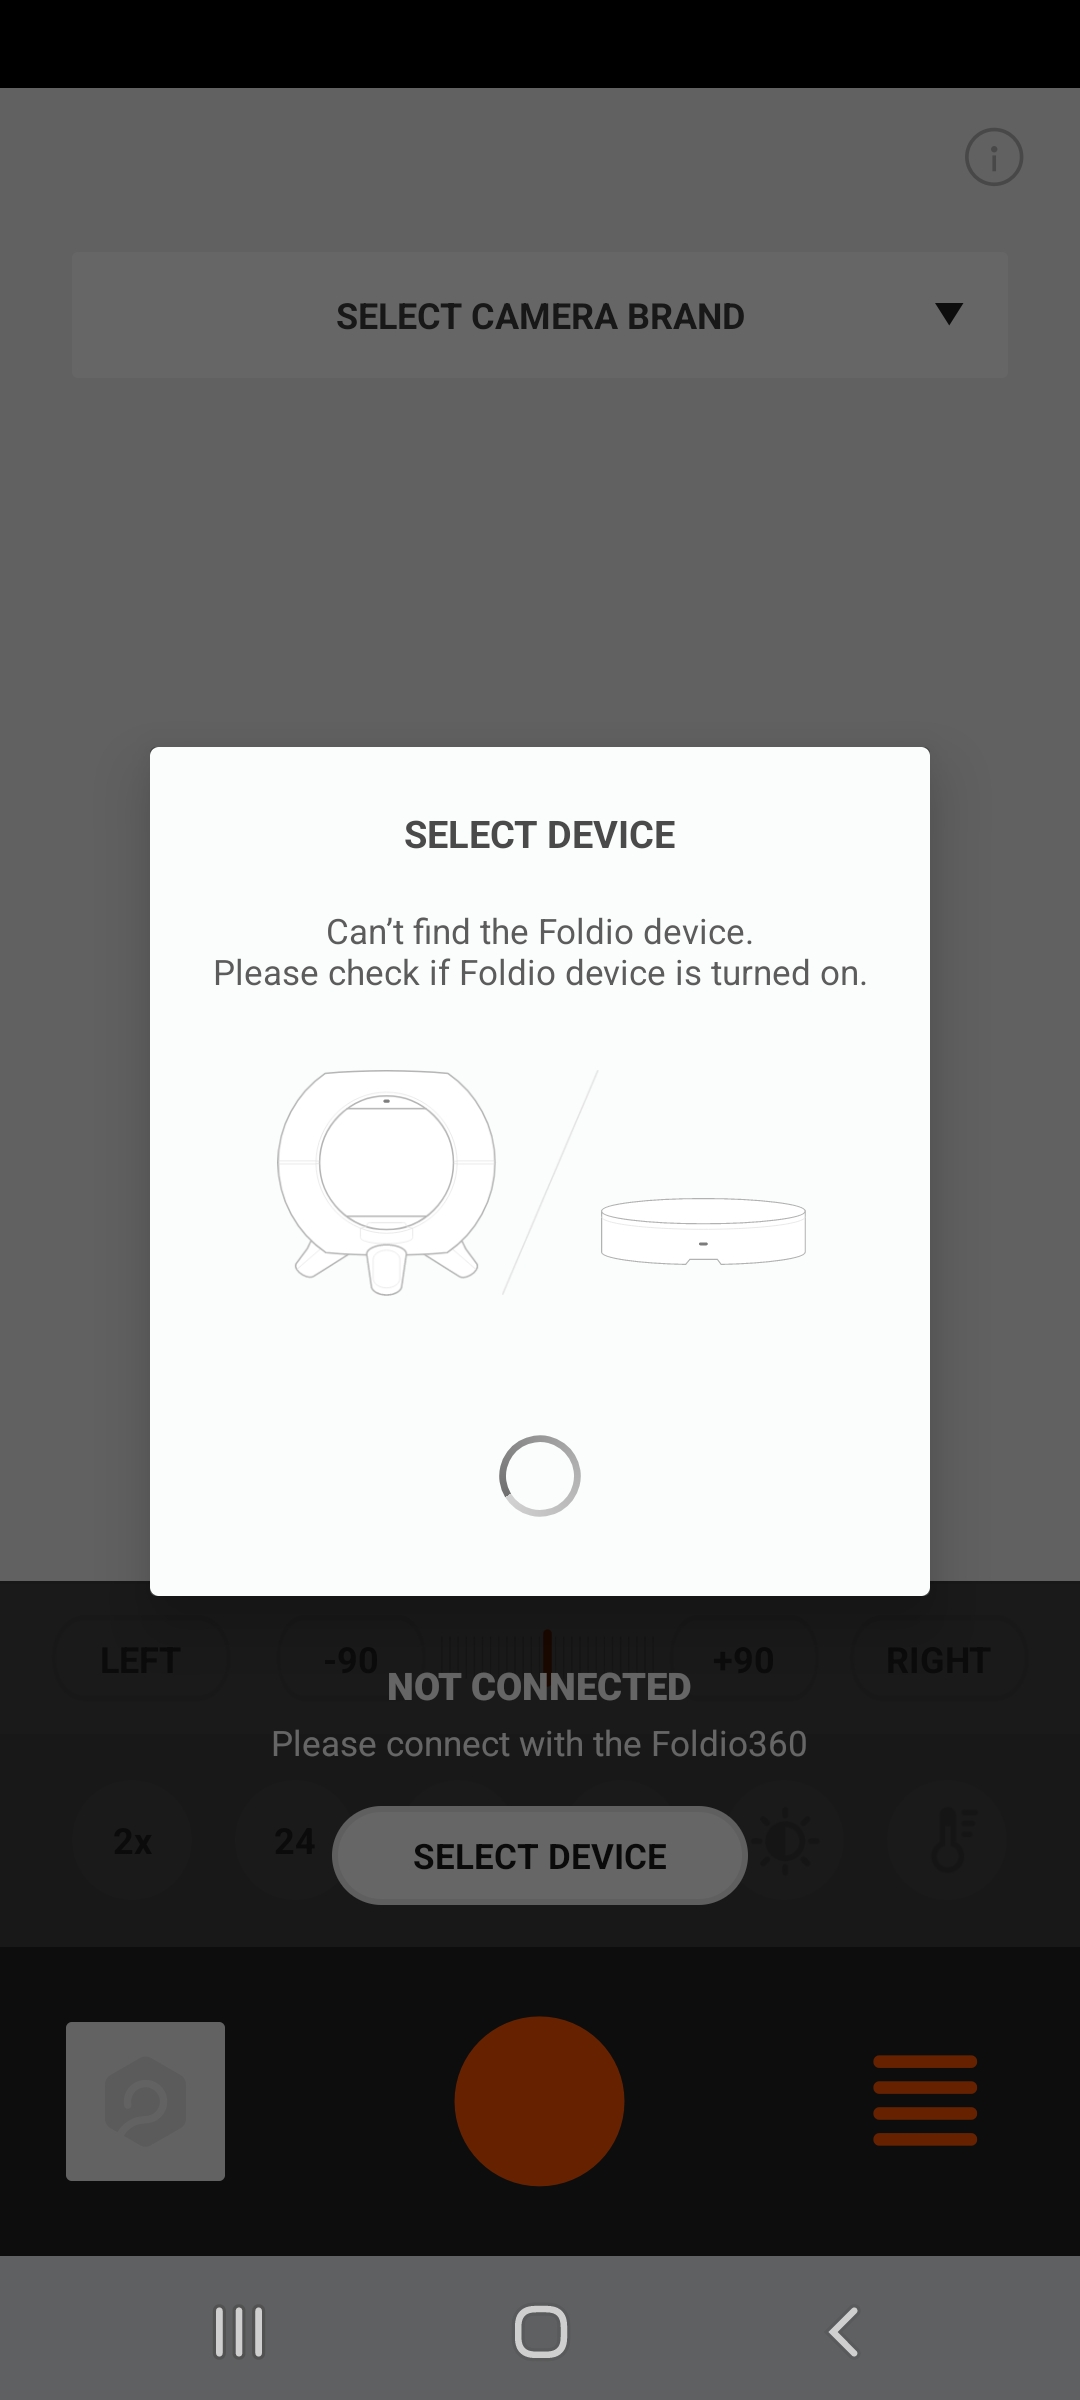 SELECT CAMERA BRAND
SELECT DEVICE
Can’t find the Foldio device.
Please check if Foldio device is turned on.
LEFT
-90
+90
RIGHT
NOT CONNECTED
Please connect with the Foldio360
2x
24
SELECT DEVICE